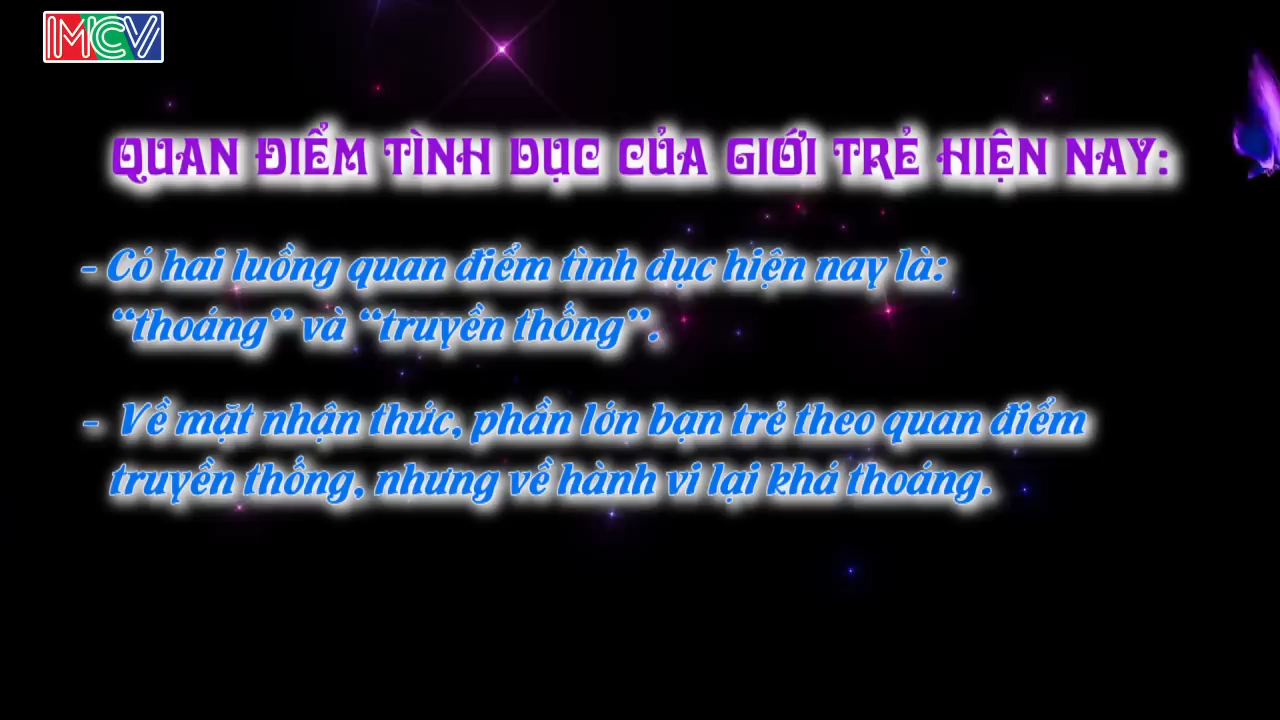 MCV
QUAN ĐIỂM TÌNH DỤC CỦA GIỚI TRẺ HIỆN NAY:
- Có hai luồng quan điểm tình dục hiện nay là:
“thoáng” và “truyền thống”.
- Về mặt nhận thức, phần lớn bạn trẻ theo quan điểm
truyền thống, nhưng về hành vi lại khá thoáng.